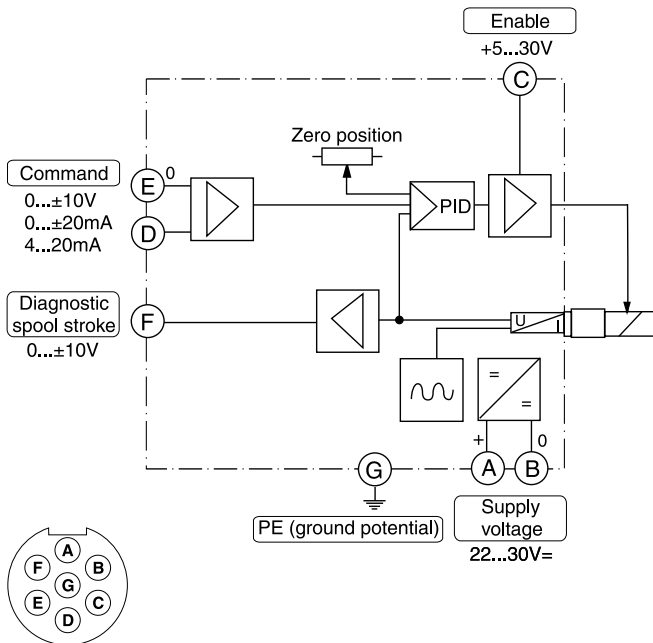 Enable
+5...30V
C
Zero position
Command
0...±10V
0...±20mA
4...20mA
E
0
D
PID
Diagnostic
spool stroke
0...±10V
F
U
I
=
=
+
0
G
A
B
PE (ground potential)
Supply
voltage
22...30V=
A
F
B
G
E
C
D